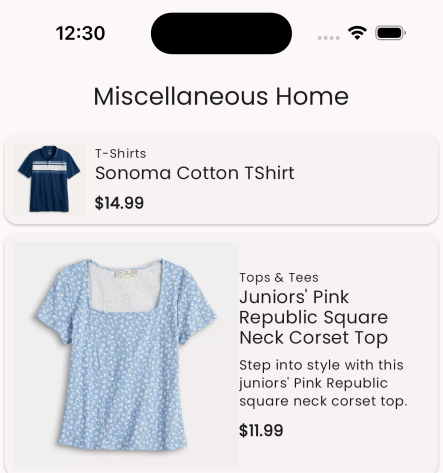 12:30
Miscellaneous Home
T-Shirts
Sonoma Cotton TShirt
$14.99
Tops & Tees
Juniors' Pink
Republic Square
Neck Corset Top
Step into style with this
juniors' Pink Republic
square neck corset top.
$11.99